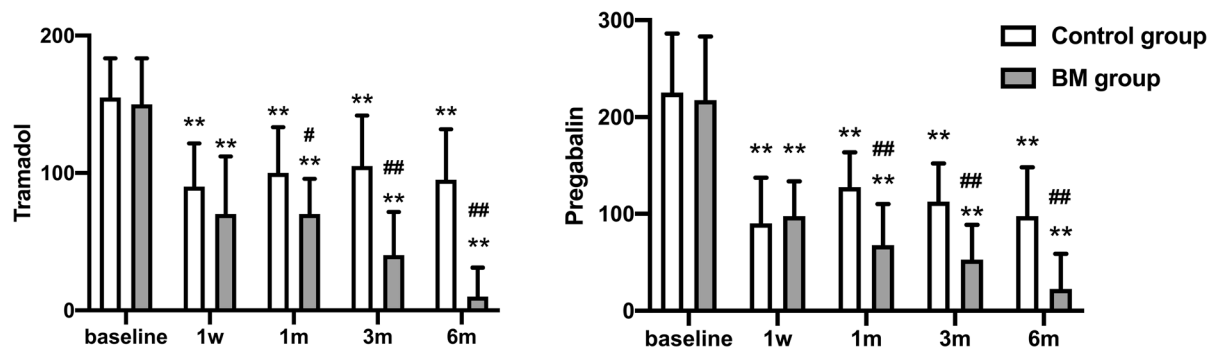 Tramadol
200
100
0
** ** ** # ** ** ## ** ** ## **
baseline 1w 1m 3m 6m
Pregabalin
300
200
100
0
** ** ** ## ** ** ## ** ** ## **
baseline 1w 1m 3m 6m
Control group
BM group